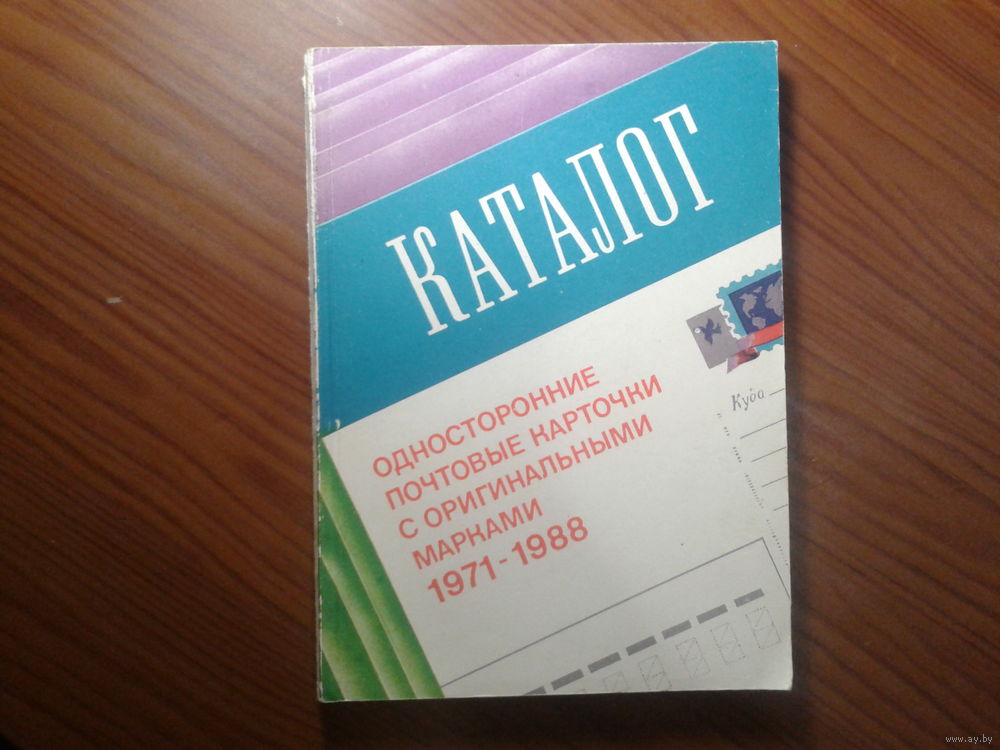 КАТАЛОГ
ОДНОСТОРОННИЕ
ПОЧТОВЫЕ КАРТОЧКИ
С ОРИГИНАЛЬНЫМИ
МАРКАМИ
1971-1988
Куда
www.ay.by